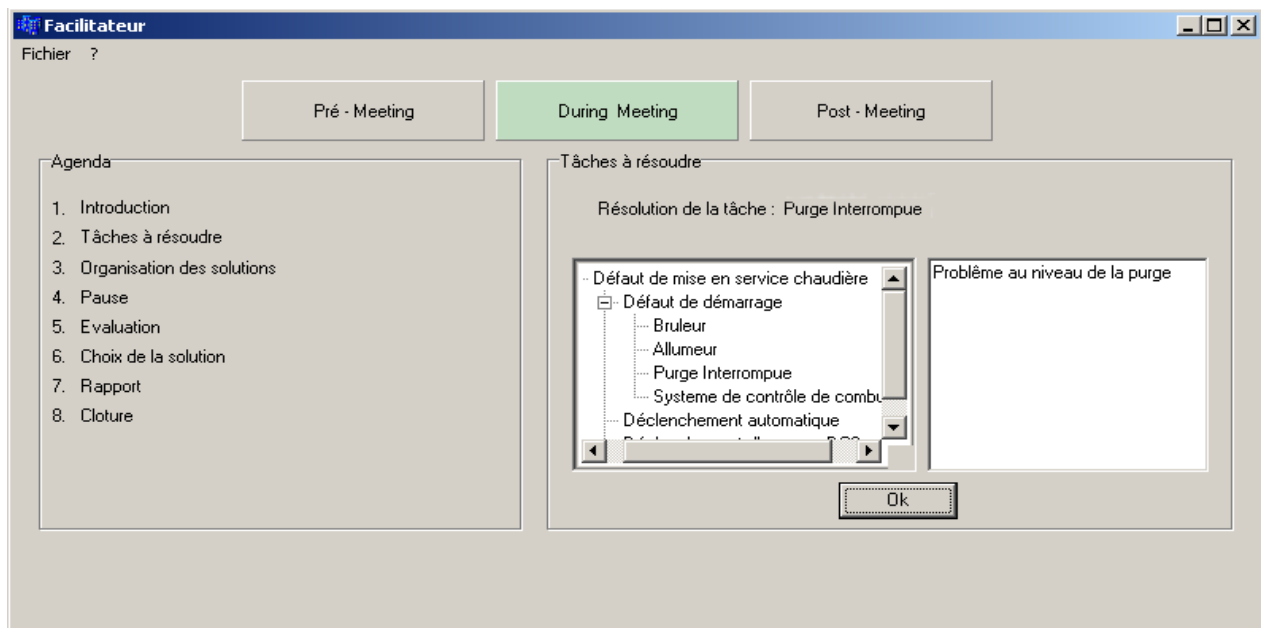 Facilitateur
Fichier ?
Pré - Meeting
During Meeting
Post - Meeting
Agenda
1. Introduction
2. Tâches à résoudre
3. Organisation des solutions
4. Pause
5. Evaluation
6. Choix de la solution
7. Rapport
8. Cloture
Tâches à résoudre
Résolution de la tâche : Purge Interrompue
Défaut de mise en service chaudière
Défaut de démarrage
Bruleur
Allumeur
Purge Interrompue
Systeme de contrôle de combu
Déclenchement automatique
Problême au niveau de la purge
Ok